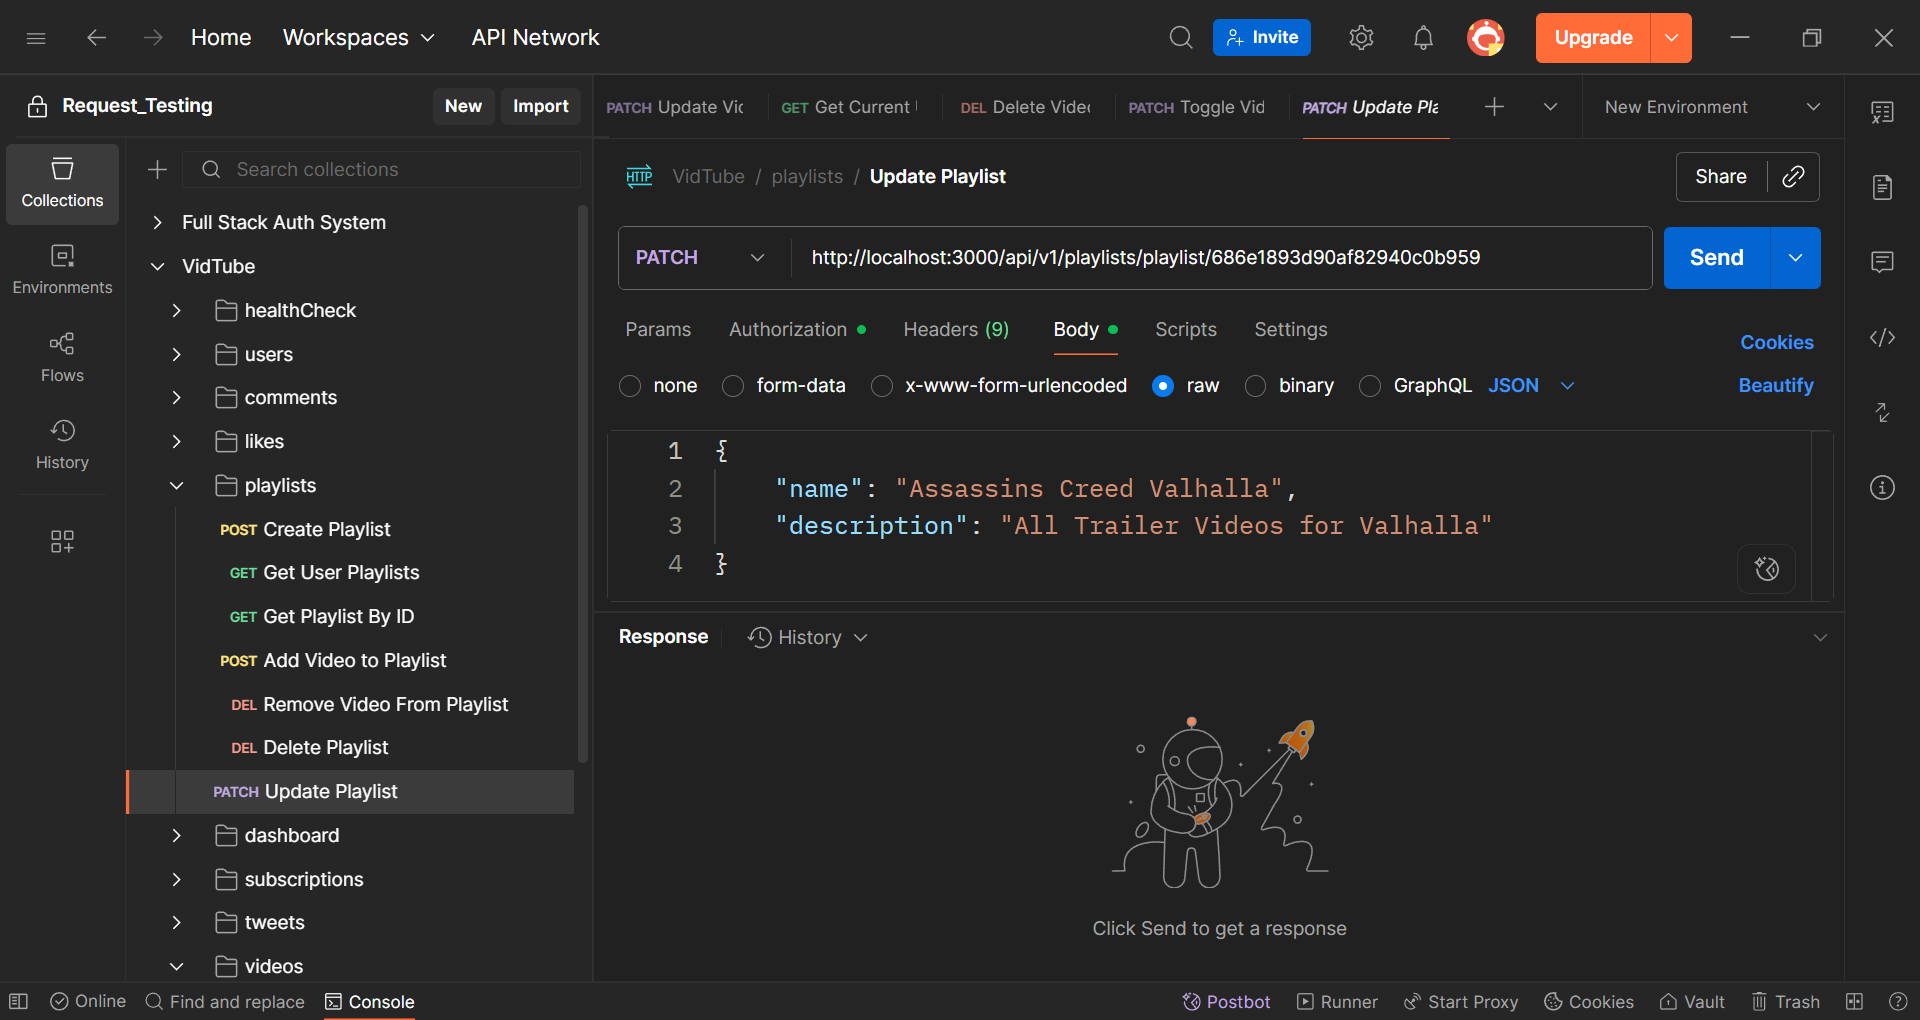 Home Workspaces API Network Invite Upgrade
Request_Testing New Import
PATCH Update Vic GET Get Current DEL Delete Video PATCH Toggle Vid PATCH Update Pla New Environment
Collections
Environments
Flows
History
Search collections
Full Stack Auth System
VidTube
healthCheck
users
comments
likes
playlists
POST Create Playlist
GET Get User Playlists
GET Get Playlist By ID
POST Add Video to Playlist
DEL Remove Video From Playlist
DEL Delete Playlist
PATCH Update Playlist
dashboard
subscriptions
tweets
videos
HTTP VidTube / playlists / Update Playlist Share
PATCH http://localhost:3000/api/v1/playlists/playlist/686e1893d90af82940c0b959 Send
Params Authorization Headers (9) Body Scripts Settings Cookies
none form-data x-www-form-urlencoded raw binary GraphQL JSON Beautify
1 {
2 "name": "Assassins Creed Valhalla",
3 "description": "All Trailer Videos for Valhalla"
4 }
Response History
Click Send to get a response
Online Find and replace Console Postbot Runner Start Proxy Cookies Vault Trash